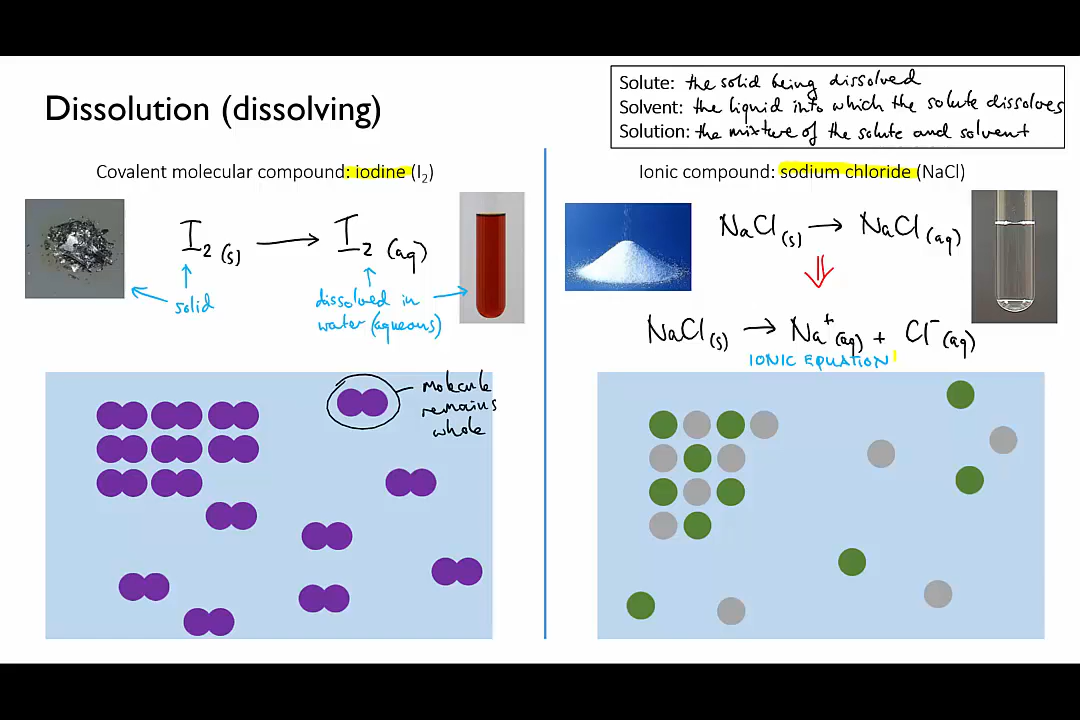 Dissolution (dissolving)
Solute: the solid being dissolved
Solvent: the liquid into which the solute dissolves
Solution: the mixture of the solute and solvent
Covalent molecular compound: iodine (I₂)
I₂ (s) → I₂ (aq)
solid
dissolved in
water (aqueous)
molecule
remains
whole
Ionic compound: sodium chloride (NaCl)
NaCl (s) → NaCl (aq)
⇓
NaCl (s) → Na⁺ (aq) + Cl⁻ (aq)
IONIC EQUATION